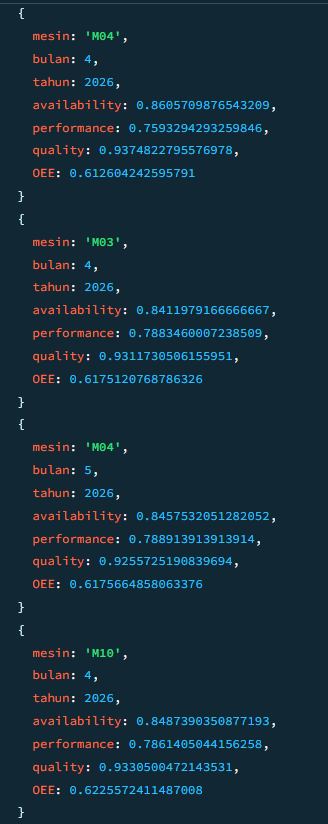 {
mesin: 'M04',
bulan: 4,
tahun: 2026,
availability: 0.8605709876543209,
performance: 0.7593294293259846,
quality: 0.9374822795576978,
OEE: 0.612604242595791
}
{
mesin: 'M03',
bulan: 4,
tahun: 2026,
availability: 0.8411979166666667,
performance: 0.7883460007238509,
quality: 0.9311730506155951,
OEE: 0.6175120768786326
}
{
mesin: 'M04',
bulan: 5,
tahun: 2026,
availability: 0.8457532051282052,
performance: 0.788913913913914,
quality: 0.9255725190839694,
OEE: 0.6175664858063376
}
{
mesin: 'M10',
bulan: 4,
tahun: 2026,
availability: 0.8487390350877193,
performance: 0.7861405044156258,
quality: 0.9330500472143531,
OEE: 0.6225572411487008
}